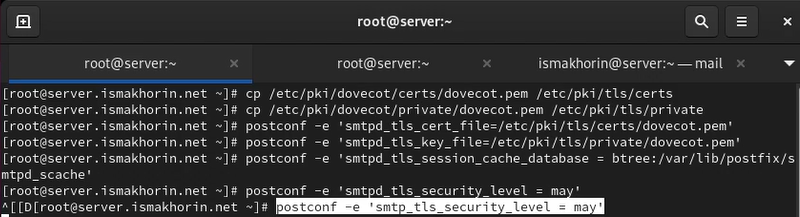 root@server:~
root@server:~
root@server:~
ismakhorin@server:~ — mail
[root@server.ismakhorin.net ~]# cp /etc/pki/dovecot/certs/dovecot.pem /etc/pki/tls/certs
[root@server.ismakhorin.net ~]# cp /etc/pki/dovecot/private/dovecot.pem /etc/pki/tls/private
[root@server.ismakhorin.net ~]# postconf -e 'smtpd_tls_cert_file=/etc/pki/tls/certs/dovecot.pem'
[root@server.ismakhorin.net ~]# postconf -e 'smtpd_tls_key_file=/etc/pki/tls/private/dovecot.pem'
[root@server.ismakhorin.net ~]# postconf -e 'smtpd_tls_session_cache_database = btree:/var/lib/postfix/s
mtpd_scache'
[root@server.ismakhorin.net ~]# postconf -e 'smtpd_tls_security_level = may'
^[[D[root@server.ismakhorin.net ~]# postconf -e 'smtp_tls_security_level = may'